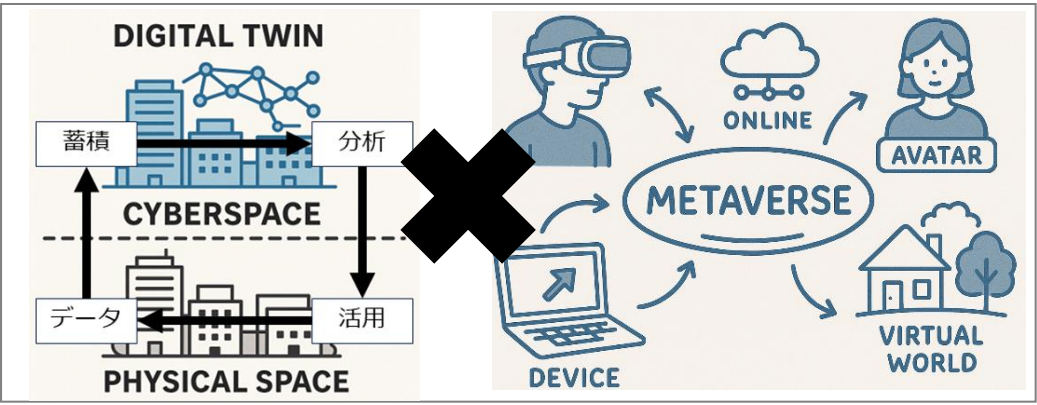 DIGITAL TWIN
蓄積
分析
CYBERSPACE
データ
活用
PHYSICAL SPACE
ONLINE
AVATAR
METAVERSE
DEVICE
VIRTUAL
WORLD